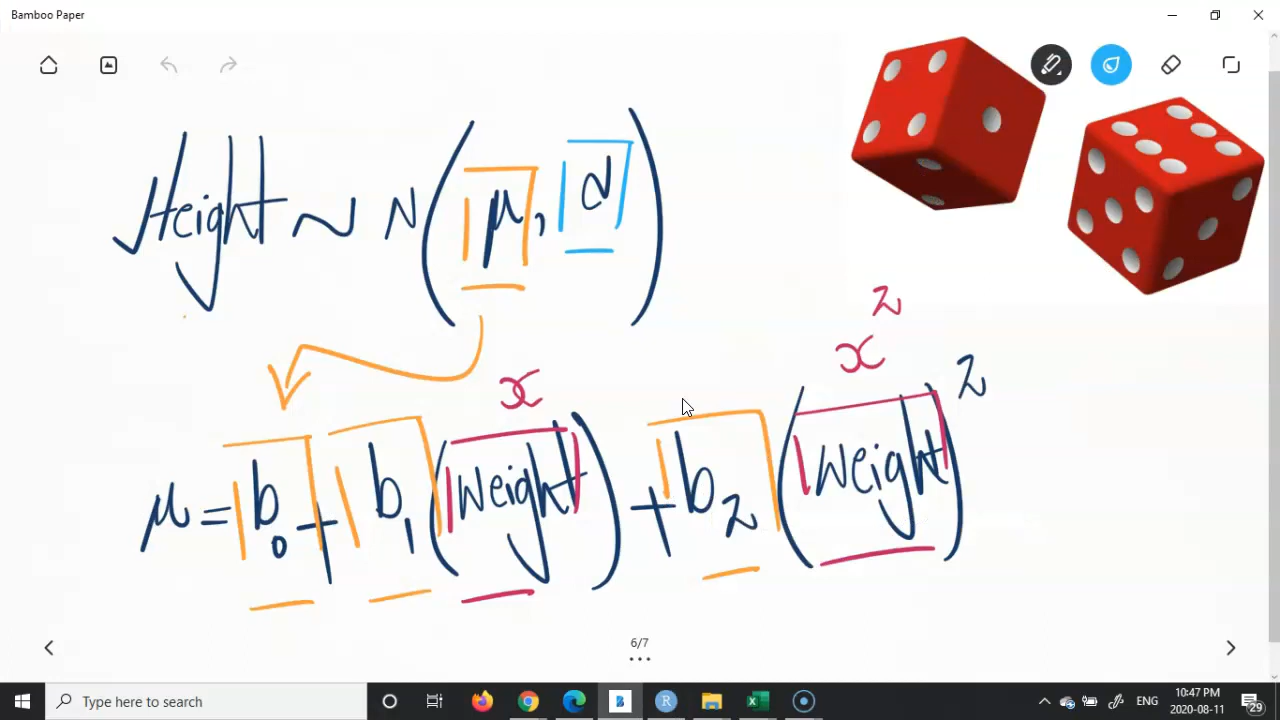 Bamboo Paper
Height ~ N(μ, d)
x
x²
μ = b₀ + b₁(weight) + b₂(weight)²
6/7
Type here to search
ENG
10:47 PM
2020-08-11
29